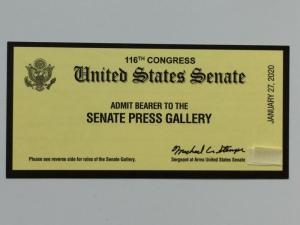 116TH CONGRESS
United States Senate
ADMIT BEARER TO THE
SENATE PRESS GALLERY
JANUARY 27, 2020
Please see reverse side for rules of the Senate Gallery.
Sergeant at Arms United States Senate